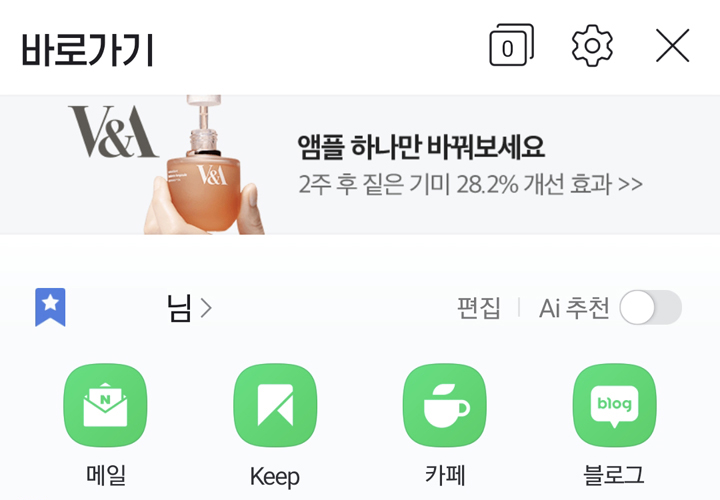 바로가기
0
V&A
V&A
앰플 하나만 바꿔보세요
2주 후 짙은 기미 28.2% 개선 효과 >>
님 >
편집 | Ai 추천
N
blog
메일 Keep 카페 블로그